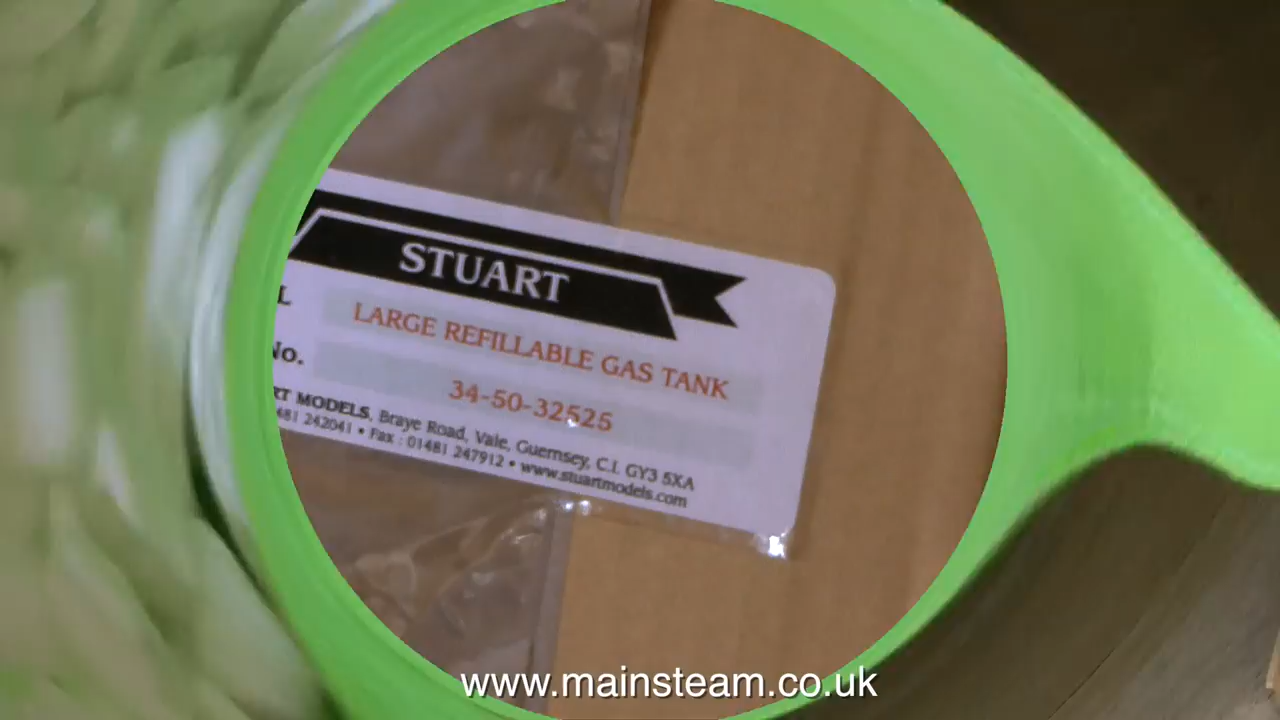 STUART
L LARGE REFILLABLE GAS TANK
No. 34-50-32525
RT MODELS, Braye Road, Vale, Guernsey, C.I. GY3 5XA
481 242041 • Fax : 01481 247912 • www.stuartmodels.com
www.mainsteam.co.uk